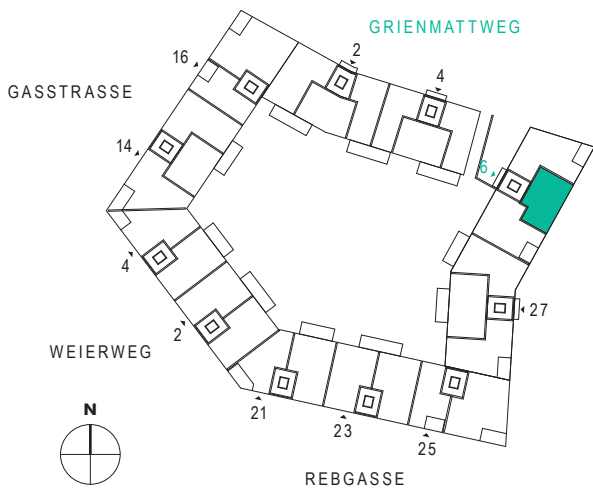 GRIENMATTWEG
2
16
4
GASSTRASSE
14
6
4
27
2
WEIERWEG
21
23
25
N
REBGASSE